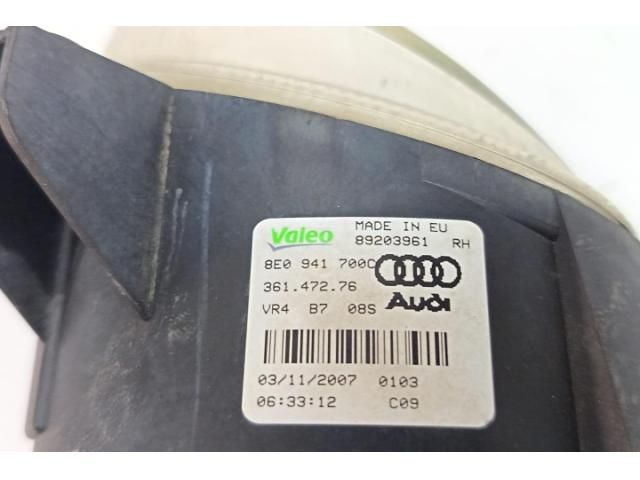 Valeo MADE IN EU
89203961 RH
8E0 941 700C
361.472.76
VR4 B7 08S Audi
03/11/2007 0103
06:33:12 C09